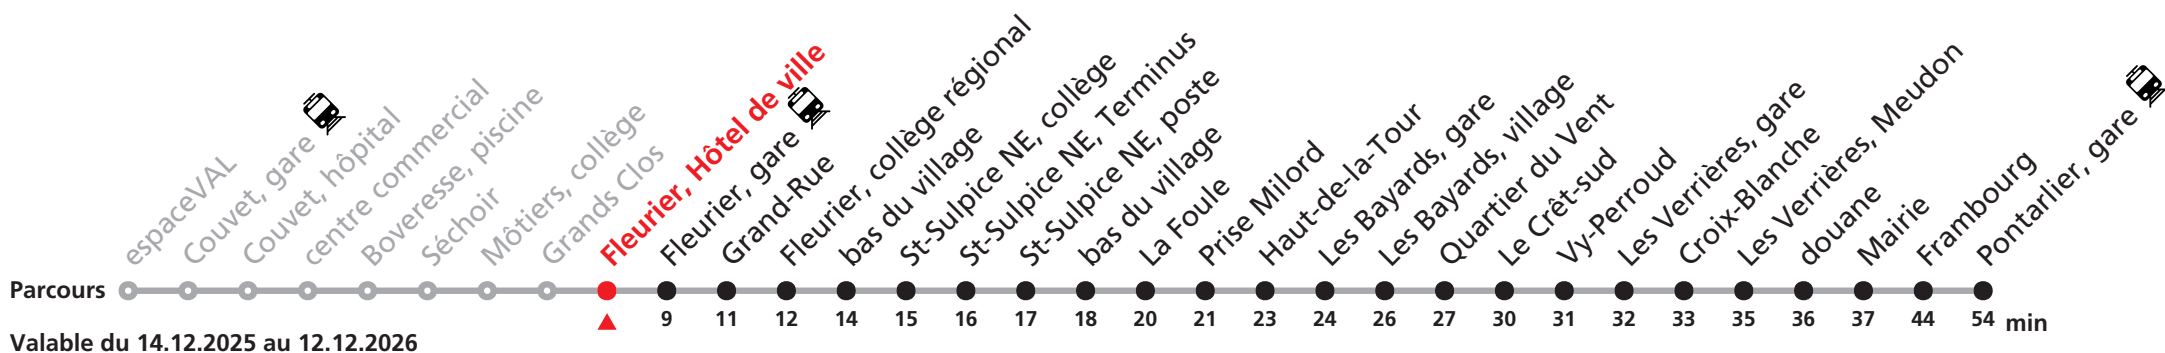 espaceVAL
Couvet, gare
Couvet, hôpital
centre commercial
Boveresse, piscine
Séchoir
Môtiers, collège
Grands Clos
Fleurier, Hôtel de ville
Fleurier, gare
Grand-Rue
Fleurier, collège régional
bas du village
St-Sulpice NE, collège
St-Sulpice NE, Terminus
St-Sulpice NE, poste
bas du village
La Foule
Prise Milord
Haut-de-la-Tour
Les Bayards, gare
Les Bayards, village
Quartier du Vent
Le Crêt-sud
Vy-Perroud
Les Verrières, gare
Croix-Blanche
Les Verrières, Meudon
douane
Mairie
Frambourg
Pontarlier, gare
Parcours
9 11 12 14 15 16 17 18 20 21 23 24 26 27 30 31 32 33 35 36 37 44 54 min
Valable du 14.12.2025 au 12.12.2026